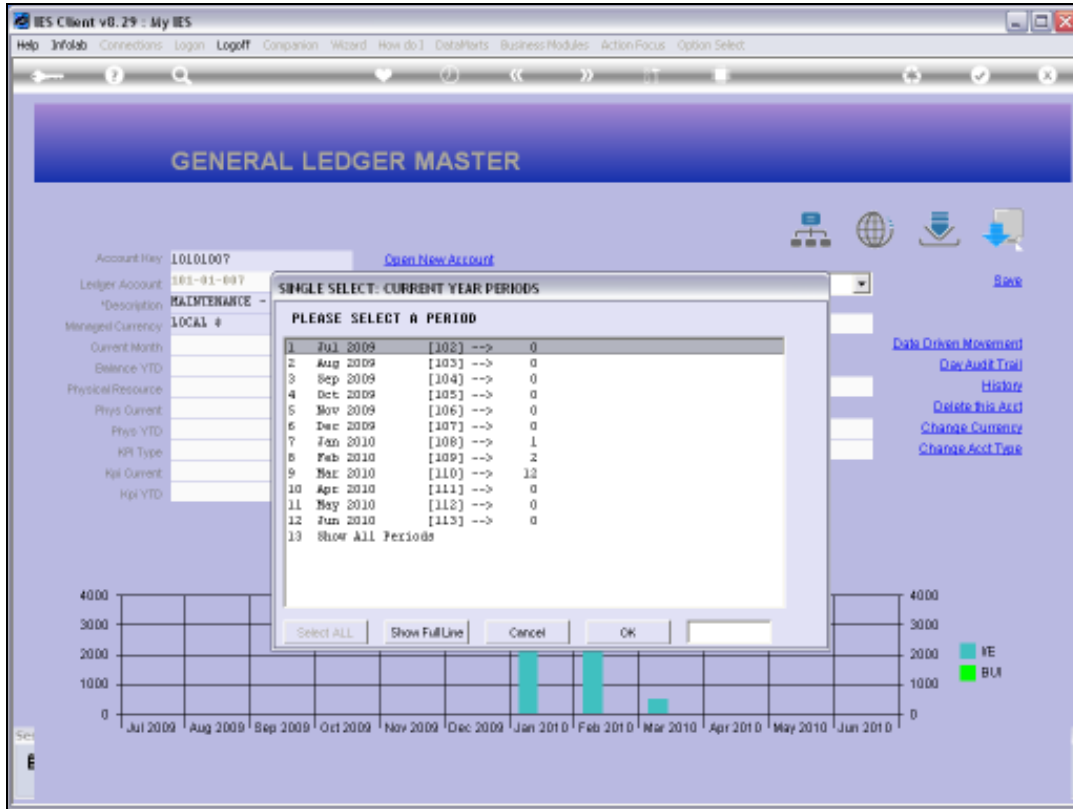 IES Client v8.29 : My IES
Help Infolab Connections Logon Logoff Companion Wizard How do I DataMarts Business Modules Action Focus Option Select
GENERAL LEDGER MASTER
Account Key 10101007 Open New Account
Ledger Account 101-01-007 Save
*Description MAINTENANCE -
Managed Currency LOCAL #
Current Month Date Driven Movement
Balance YTD Day Audit Trail
Physical Resource History
Phys Current Delete this Acct
Phys YTD Change Currency
KPI Type Change Acct Type
Kpi Current
Kpi YTD
SINGLE SELECT: CURRENT YEAR PERIODS
PLEASE SELECT A PERIOD
1 Jul 2009 [102] --> 0
2 Aug 2009 [103] --> 0
3 Sep 2009 [104] --> 0
4 Oct 2009 [105] --> 0
5 Nov 2009 [106] --> 0
6 Dec 2009 [107] --> 0
7 Jan 2010 [108] --> 1
8 Feb 2010 [109] --> 2
9 Mar 2010 [110] --> 12
10 Apr 2010 [111] --> 0
11 May 2010 [112] --> 0
12 Jun 2010 [113] --> 0
13 Show All Periods
Select ALL Show Full Line Cancel OK
4000 4000
3000 3000
2000 2000 I/E
1000 1000 BUI
0 0
Jul 2009 Aug 2009 Sep 2009 Oct 2009 Nov 2009 Dec 2009 Jan 2010 Feb 2010 Mar 2010 Apr 2010 May 2010 Jun 2010